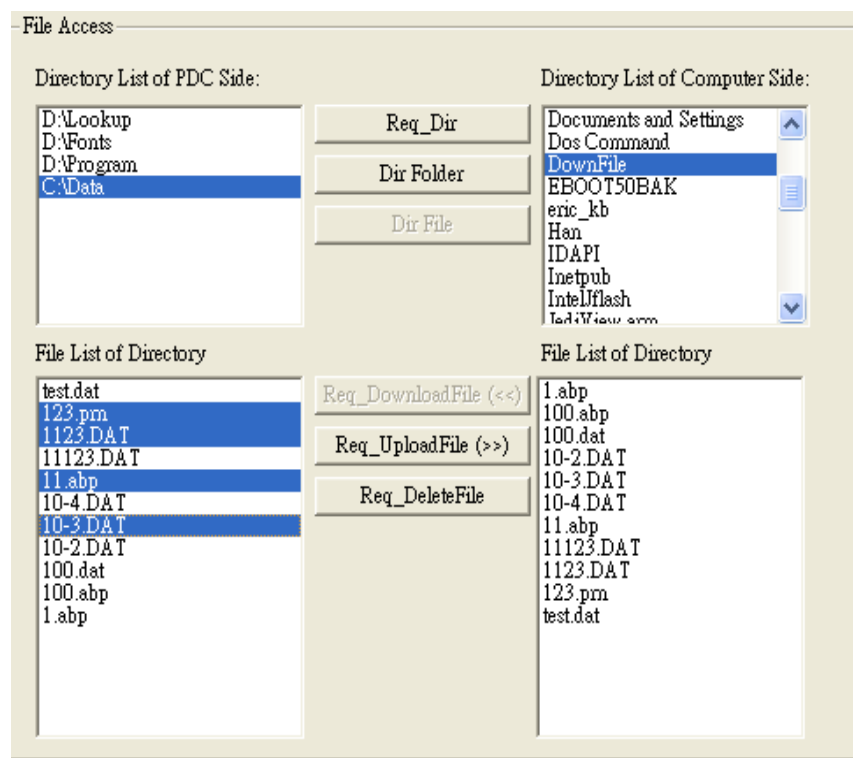 File Access
Directory List of PDC Side:
D:\Lookup
D:\Fonts
D:\Program
C:\Data
Req_Dir
Dir Folder
Dir File
Directory List of Computer Side:
Documents and Settings
Dos Command
DownFile
EBOOT50BAK
eric_kb
Han
IDAPI
Inetpub
IntelJflash
JediView arm
File List of Directory
test.dat
123.pm
1123.DAT
11123.DAT
11.abp
10-4.DAT
10-3.DAT
10-2.DAT
100.dat
100.abp
1.abp
Req_DownloadFile (<<)
Req_UploadFile (>>)
Req_DeleteFile
File List of Directory
1.abp
100.abp
100.dat
10-2.DAT
10-3.DAT
10-4.DAT
11.abp
11123.DAT
1123.DAT
123.pm
test.dat